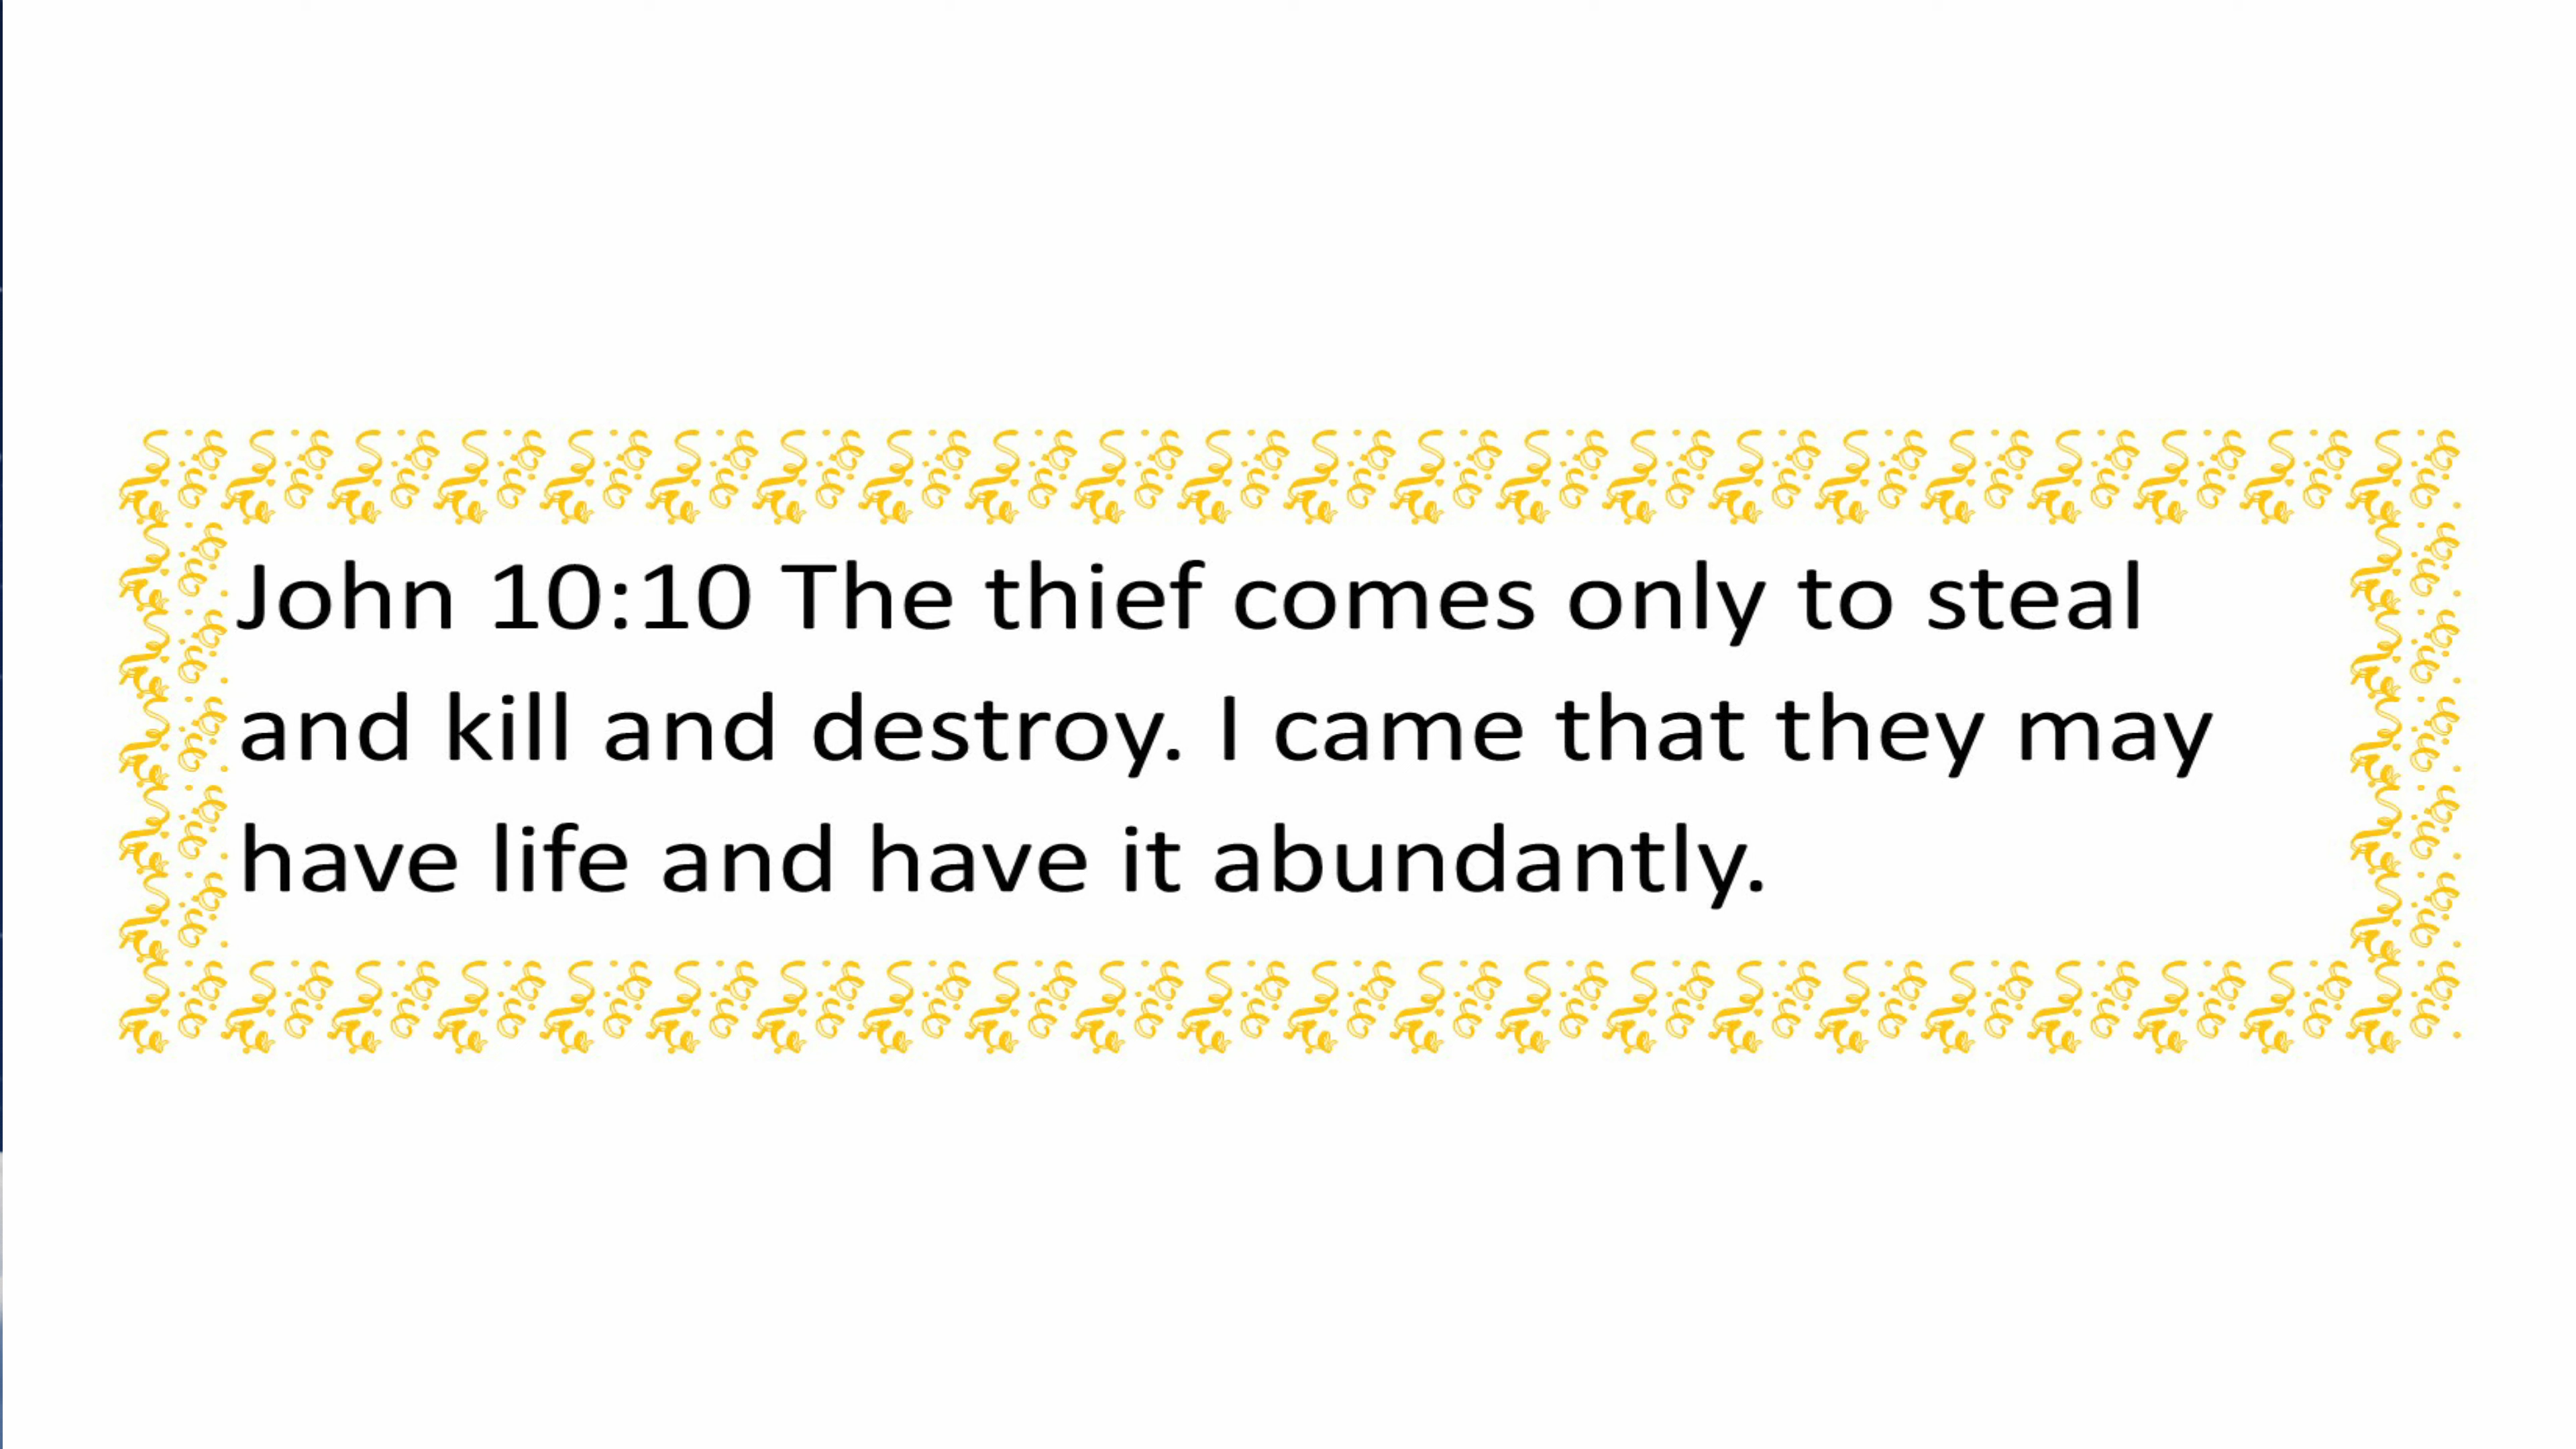 John 10:10 The thief comes only to steal
and kill and destroy. I came that they may
have life and have it abundantly.